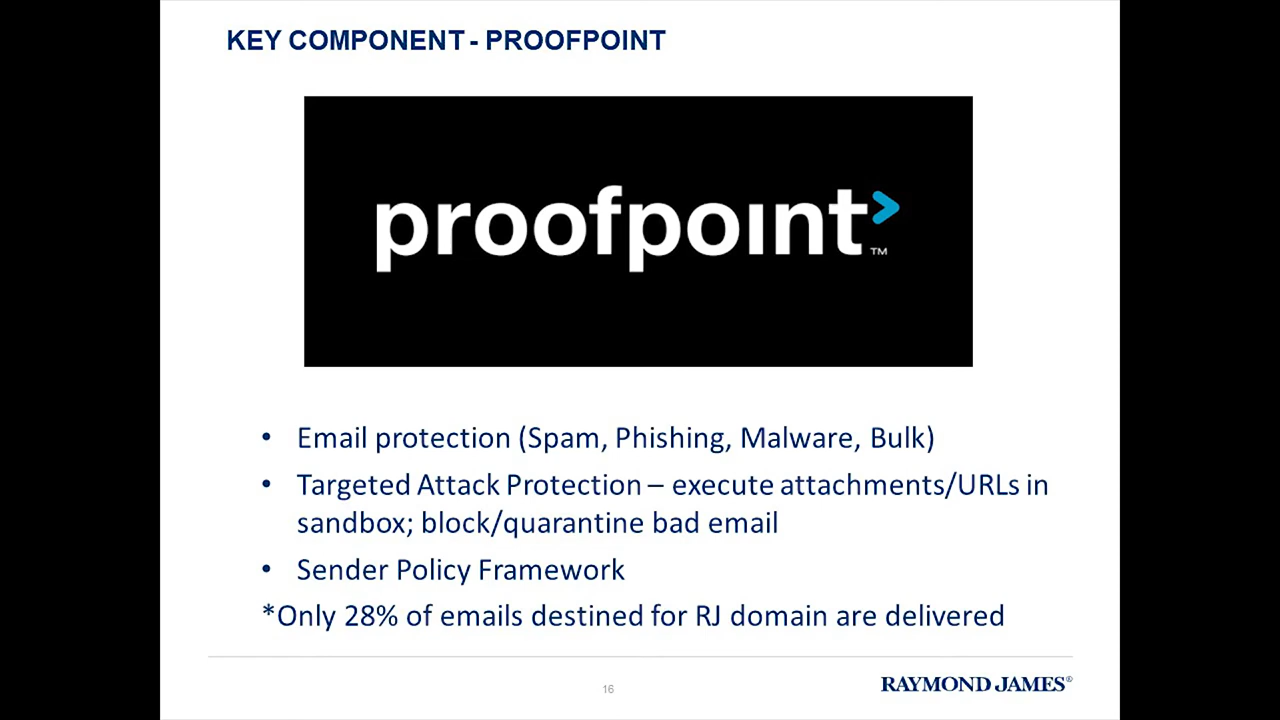 KEY COMPONENT - PROOFPOINT
proofpoint
™
• Email protection (Spam, Phishing, Malware, Bulk)
• Targeted Attack Protection – execute attachments/URLs in
sandbox; block/quarantine bad email
• Sender Policy Framework
*Only 28% of emails destined for RJ domain are delivered
16
RAYMOND JAMES®